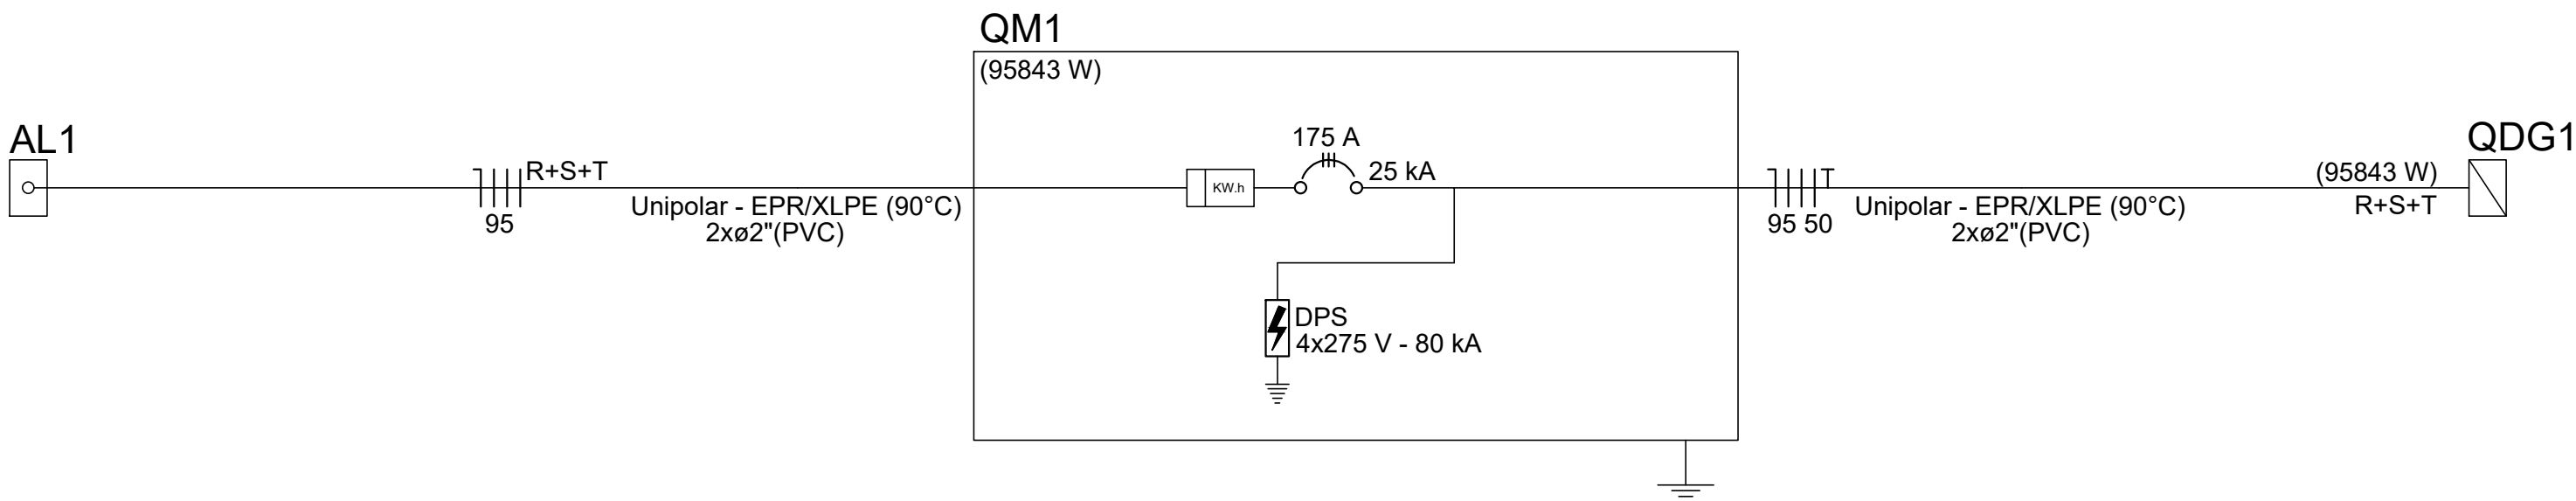 QM1
(95843 W)
AL1
R+S+T
95
Unipolar - EPR/XLPE (90°C)
2xø2"(PVC)
KW.h
175 A
25 kA
DPS
4x275 V - 80 kA
95 50
Unipolar - EPR/XLPE (90°C)
2xø2"(PVC)
(95843 W)
R+S+T
QDG1